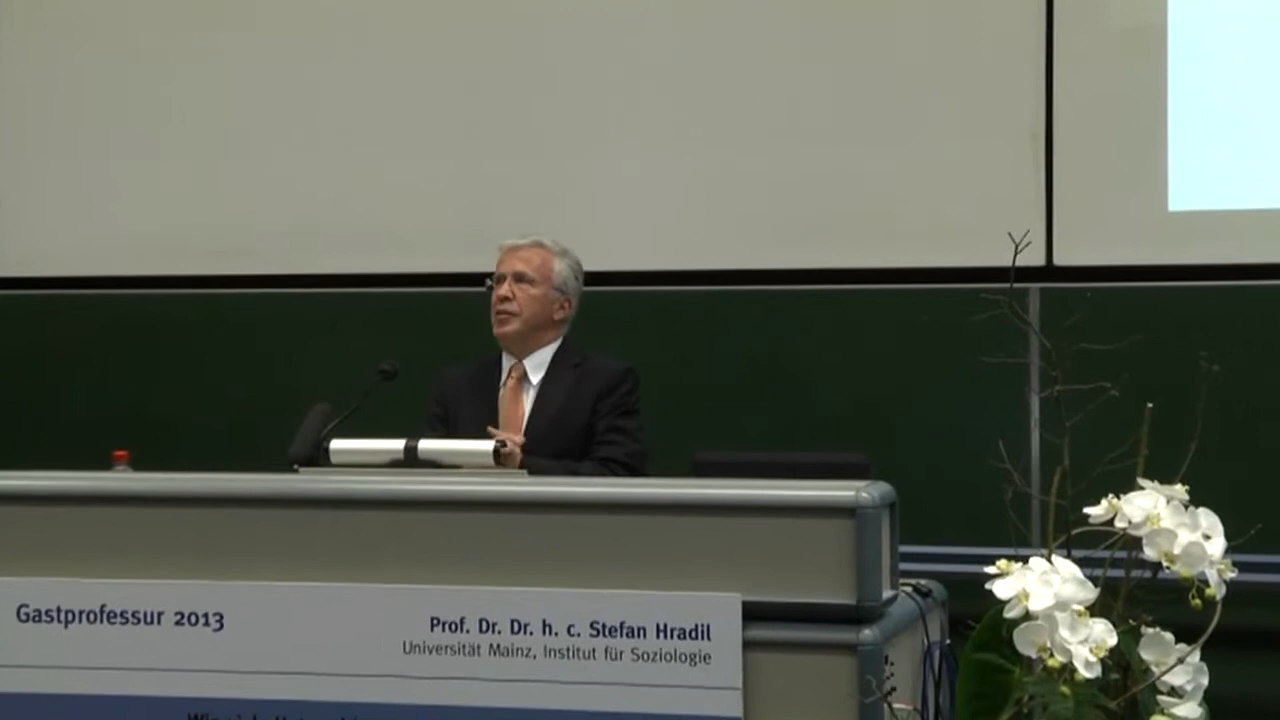 Gastprofessur 2013
Prof. Dr. Dr. h. c. Stefan Hradil
Universität Mainz, Institut für Soziologie